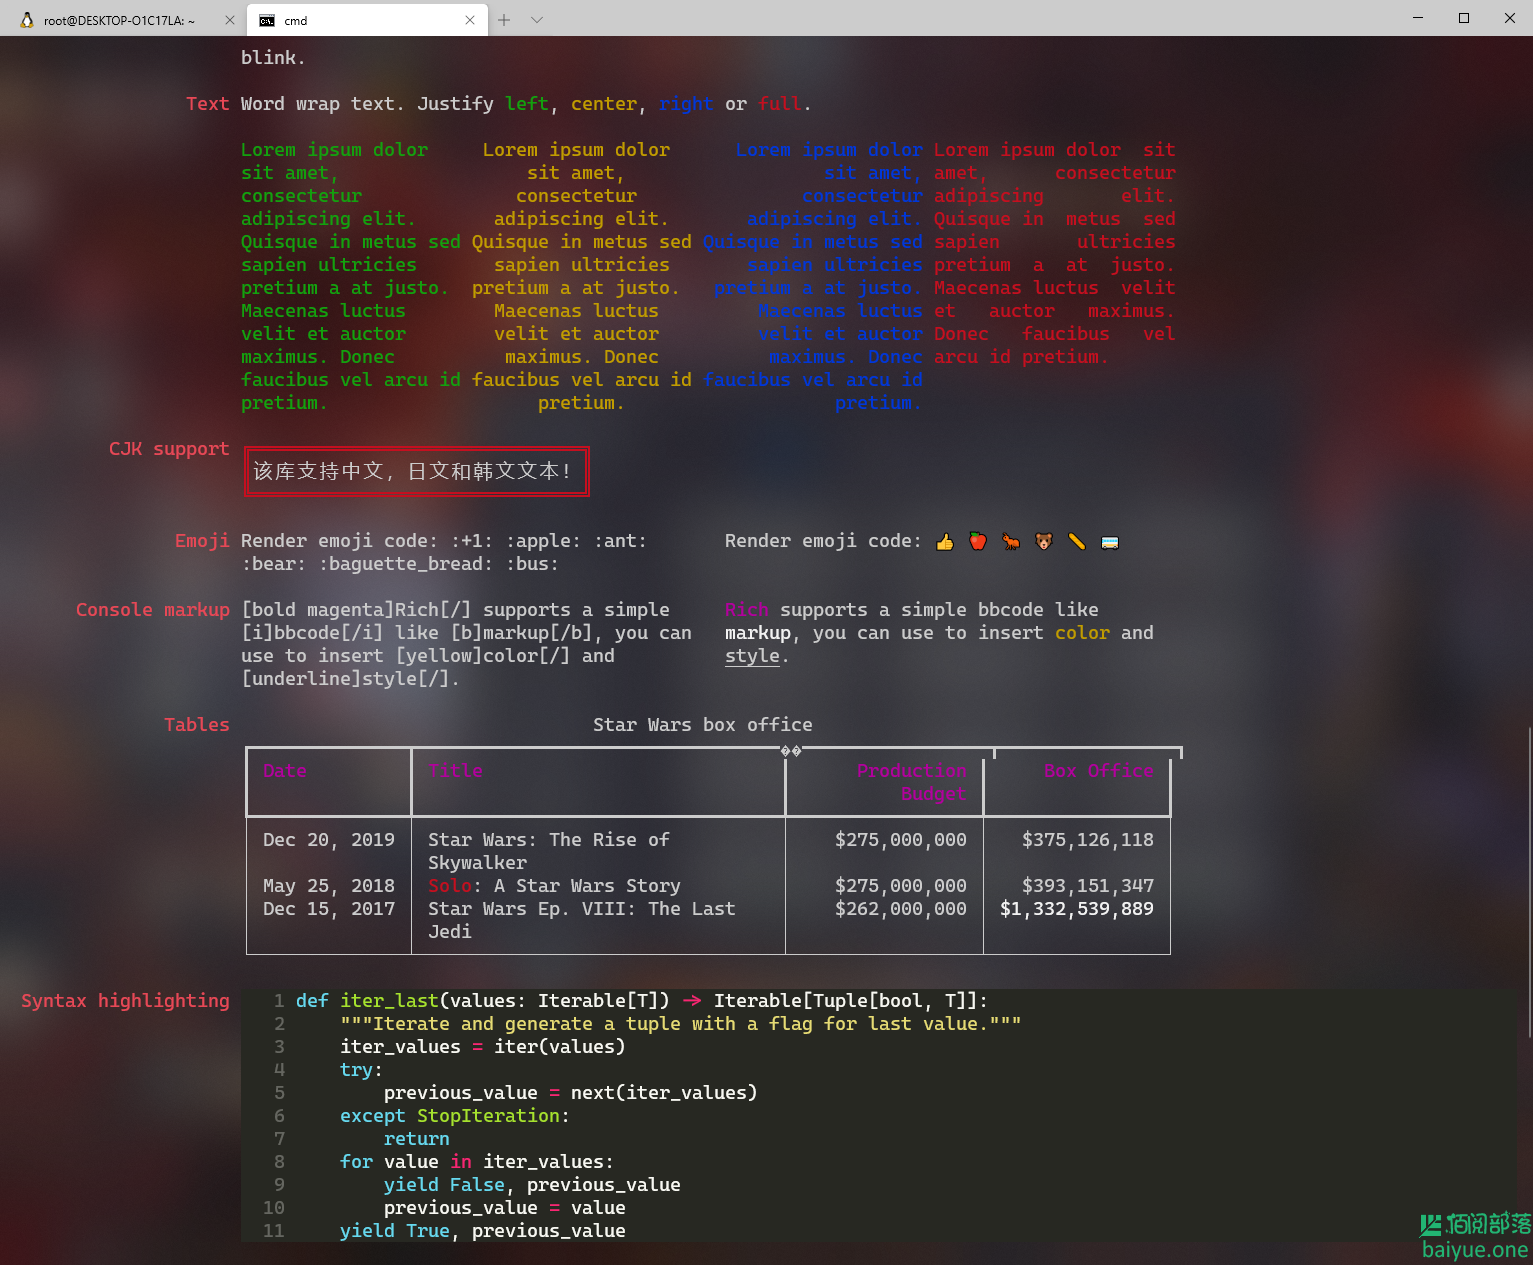 root@DESKTOP-O1C17LA: ~
cmd
blink.
Text Word wrap text. Justify left, center, right or full.
Lorem ipsum dolor Lorem ipsum dolor Lorem ipsum dolor Lorem ipsum dolor sit
sit amet, sit amet, sit amet, amet, consectetur
consectetur consectetur consectetur adipiscing elit.
adipiscing elit. adipiscing elit. adipiscing elit. Quisque in metus sed
Quisque in metus sed Quisque in metus sed Quisque in metus sed sapien ultricies
sapien ultricies sapien ultricies sapien ultricies pretium a at justo.
pretium a at justo. pretium a at justo. pretium a at justo. Maecenas luctus velit
Maecenas luctus Maecenas luctus Maecenas luctus et auctor maximus.
velit et auctor velit et auctor velit et auctor Donec faucibus vel
maximus. Donec maximus. Donec maximus. Donec arcu id pretium.
faucibus vel arcu id faucibus vel arcu id faucibus vel arcu id
pretium. pretium. pretium.
CJK support
该库支持中文，日文和韩文文本！
Emoji Render emoji code: :+1: :apple: :ant: Render emoji code: 👍 🍎 🐜 🐻 🥖 🚌
:bear: :baguette_bread: :bus:
Console markup [bold magenta]Rich[/] supports a simple Rich supports a simple bbcode like
[i]bbcode[/i] like [b]markup[/b], you can markup, you can use to insert color and
use to insert [yellow]color[/] and style.
[underline]style[/].
Tables Star Wars box office
��
Date Title Production Box Office
Budget
Dec 20, 2019 Star Wars: The Rise of $275,000,000 $375,126,118
Skywalker
May 25, 2018 Solo: A Star Wars Story $275,000,000 $393,151,347
Dec 15, 2017 Star Wars Ep. VIII: The Last $262,000,000 $1,332,539,889
Jedi
Syntax highlighting 1 def iter_last(values: Iterable[T]) -> Iterable[Tuple[bool, T]]:
2 """Iterate and generate a tuple with a flag for last value."""
3 iter_values = iter(values)
4 try:
5 previous_value = next(iter_values)
6 except StopIteration:
7 return
8 for value in iter_values:
9 yield False, previous_value
10 previous_value = value
11 yield True, previous_value
佰阅部落
baiyue.one